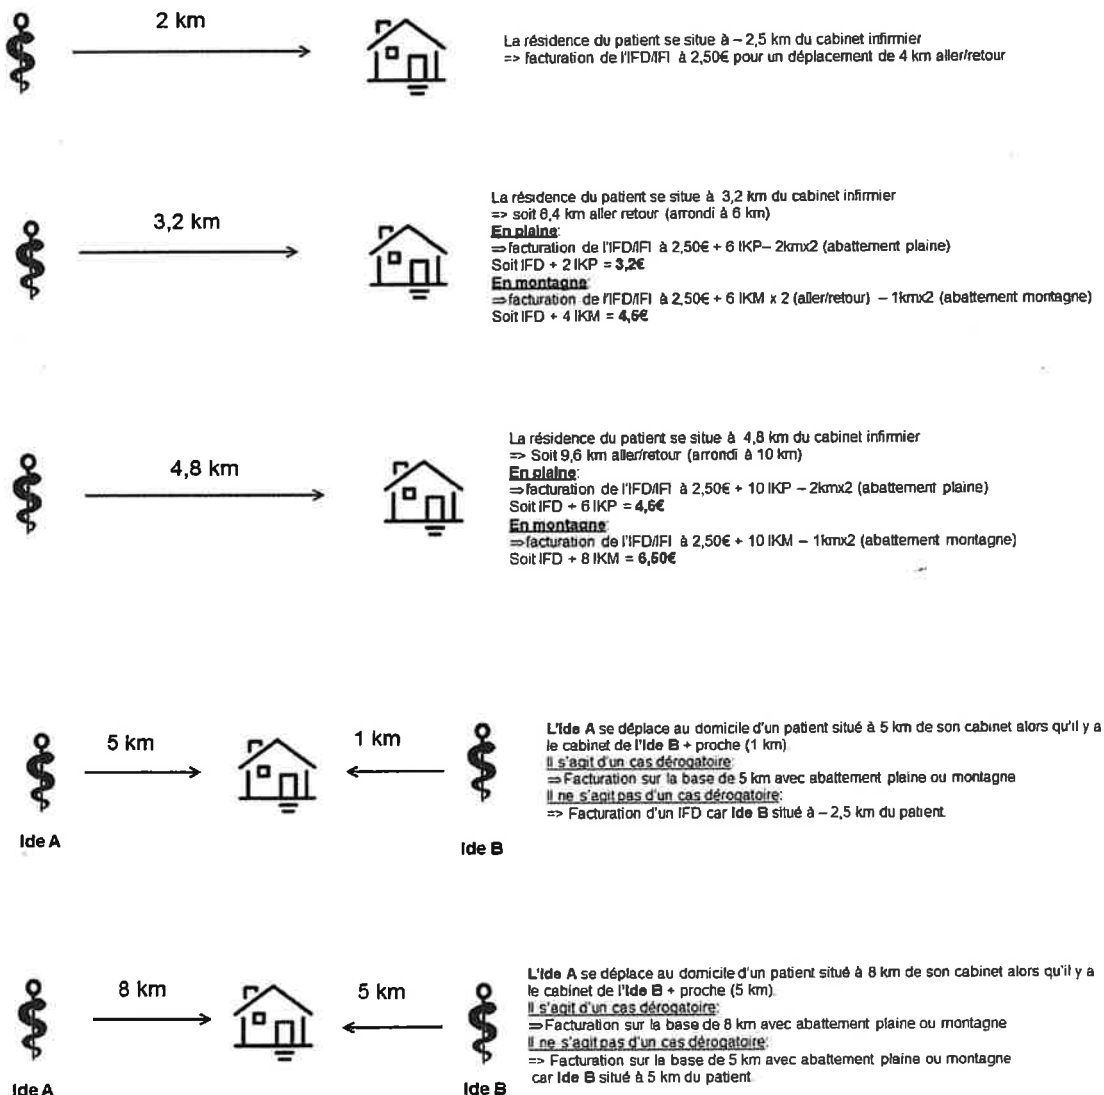 2 km
La résidence du patient se situe à – 2,5 km du cabinet infirmier
=> facturation de l'IFD/IFI à 2,50€ pour un déplacement de 4 km aller/retour
3,2 km
La résidence du patient se situe à 3,2 km du cabinet infirmier
=> soit 6,4 km aller retour (arrondi à 6 km)
En plaine:
=>facturation de l'IFD/IFI à 2,50€ + 6 IKP– 2kmx2 (abattement plaine)
Soit IFD + 2 IKP = 3,2€
En montagne:
=>facturation de l'IFD/IFI à 2,50€ + 6 IKM x 2 (aller/retour) – 1kmx2 (abattement montagne)
Soit IFD + 4 IKM = 4,5€
4,8 km
La résidence du patient se situe à 4,8 km du cabinet infirmier
=> Soit 9,6 km aller/retour (arrondi à 10 km)
En plaine:
=>facturation de l'IFD/IFI à 2,50€ + 10 IKP – 2kmx2 (abattement plaine)
Soit IFD + 6 IKP = 4,6€
En montagne:
=>facturation de l'IFD/IFI à 2,50€ + 10 IKM – 1kmx2 (abattement montagne)
Soit IFD + 8 IKM = 6,50€
5 km
1 km
Ide A
Ide B
L'Ide A se déplace au domicile d'un patient situé à 5 km de son cabinet alors qu'il y a
le cabinet de l'Ide B + proche (1 km)
Il s'agit d'un cas dérogatoire:
=> Facturation sur la base de 5 km avec abattement plaine ou montagne
Il ne s'agit pas d'un cas dérogatoire:
=> Facturation d'un IFD car Ide B situé à – 2,5 km du patient
8 km
5 km
Ide A
Ide B
L'Ide A se déplace au domicile d'un patient situé à 8 km de son cabinet alors qu'il y a
le cabinet de l'Ide B + proche (5 km)
Il s'agit d'un cas dérogatoire:
=>Facturation sur la base de 8 km avec abattement plaine ou montagne
Il ne s'agit pas d'un cas dérogatoire:
=> Facturation sur la base de 5 km avec abattement plaine ou montagne
car Ide B situé à 5 km du patient